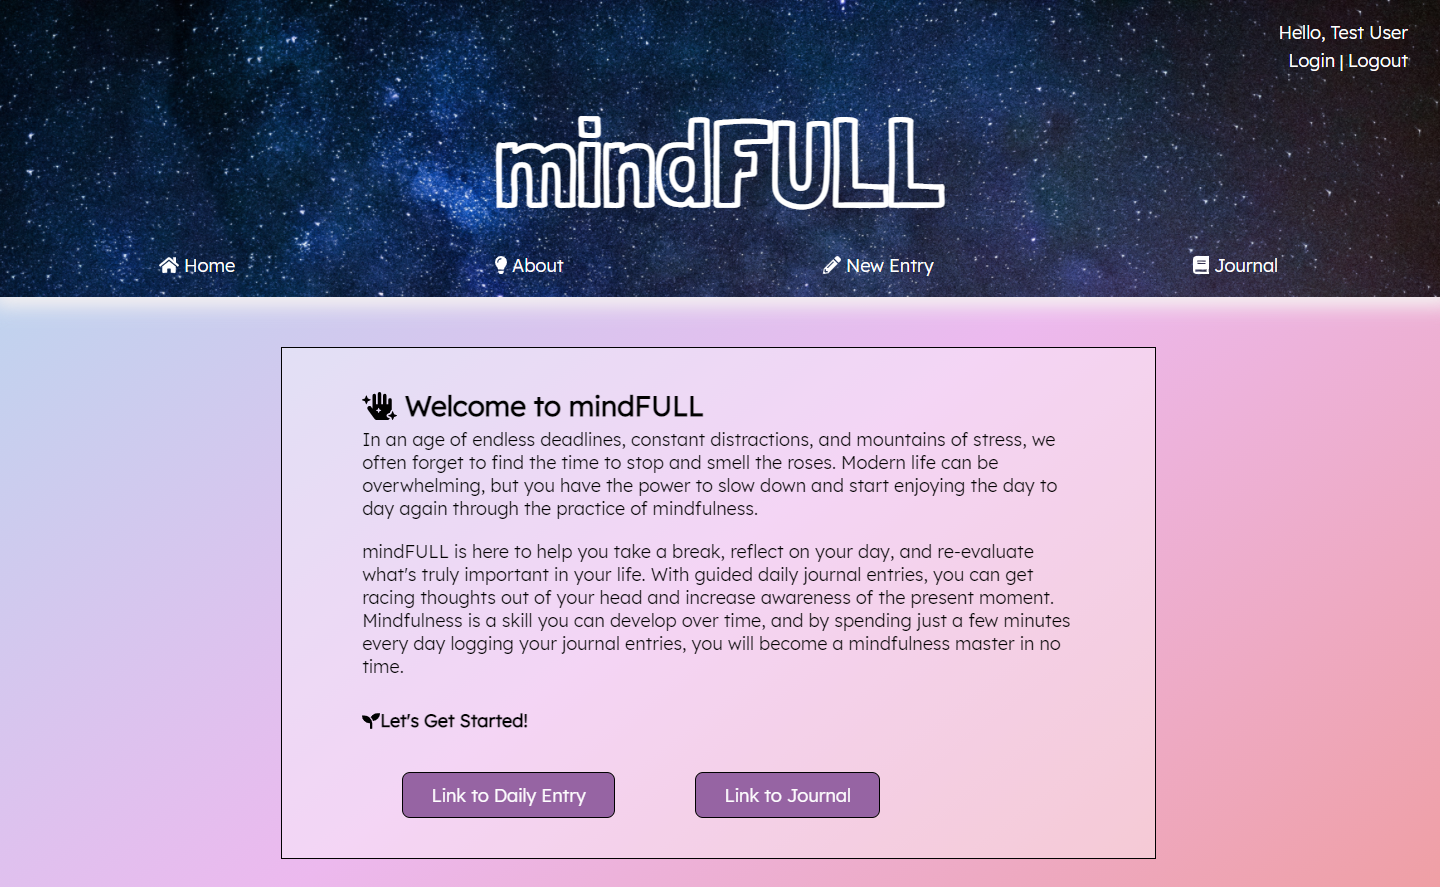 Hello, Test User
Login | Logout
mindFULL
Home
About
New Entry
Journal
Welcome to mindFULL
In an age of endless deadlines, constant distractions, and mountains of stress, we
often forget to find the time to stop and smell the roses. Modern life can be
overwhelming, but you have the power to slow down and start enjoying the day to
day again through the practice of mindfulness.
mindFULL is here to help you take a break, reflect on your day, and re-evaluate
what's truly important in your life. With guided daily journal entries, you can get
racing thoughts out of your head and increase awareness of the present moment.
Mindfulness is a skill you can develop over time, and by spending just a few minutes
every day logging your journal entries, you will become a mindfulness master in no
time.
Let's Get Started!
Link to Daily Entry
Link to Journal